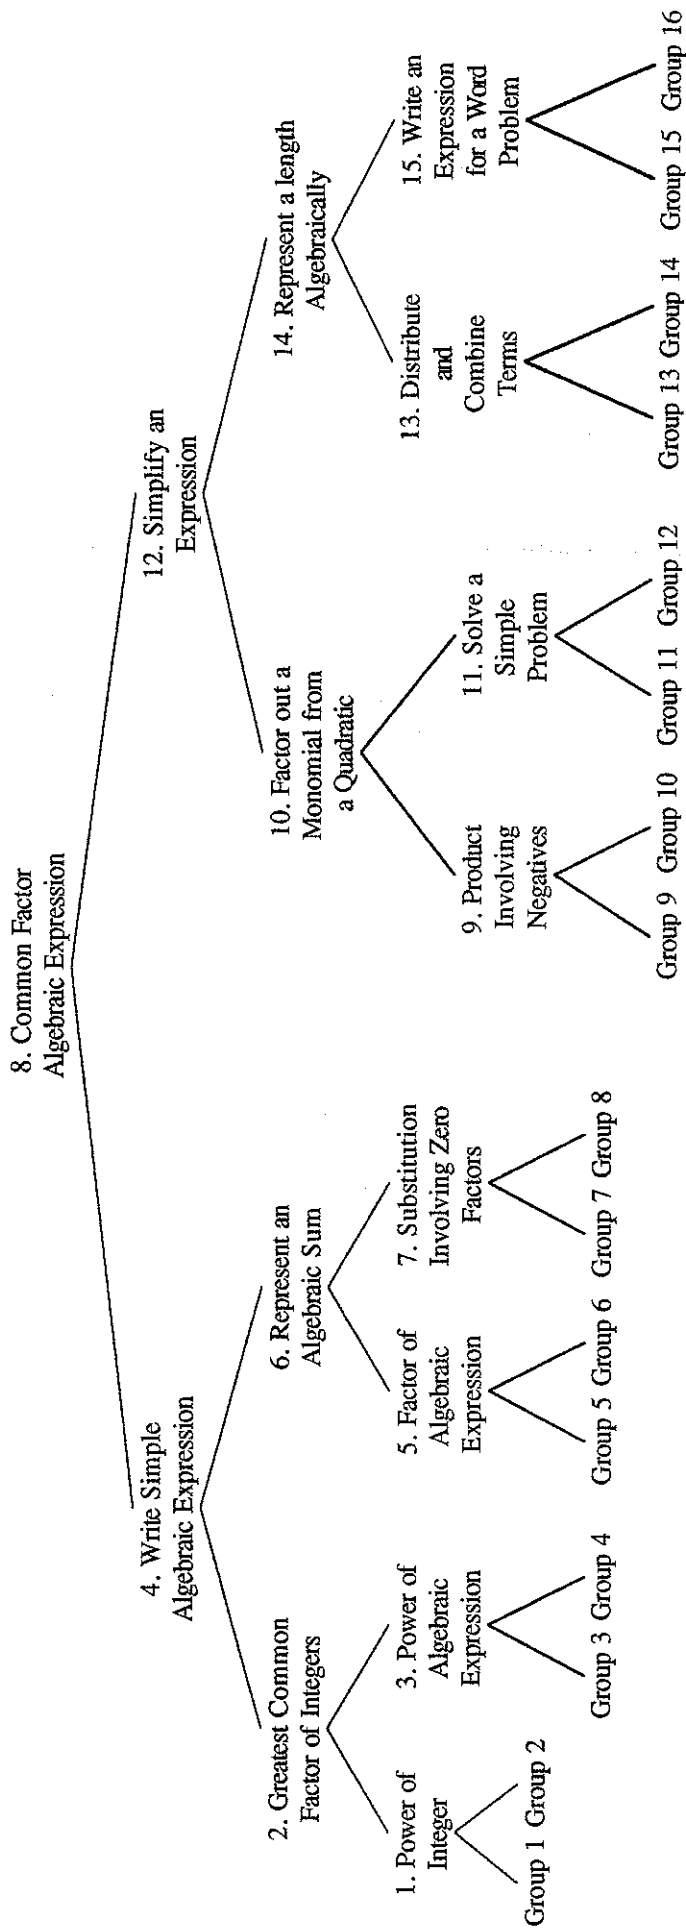 8. Common Factor
Algebraic Expression
4. Write Simple
Algebraic Expression
12. Simplify an
Expression
2. Greatest Common
Factor of Integers
6. Represent an
Algebraic Sum
10. Factor out a
Monomial from
a Quadratic
14. Represent a length
Algebraically
1. Power of
Integer
3. Power of
Algebraic
Expression
5. Factor of
Algebraic
Expression
7. Substitution
Involving Zero
Factors
9. Product
Involving
Negatives
11. Solve a
Simple
Problem
13. Distribute
and
Combine
Terms
15. Write an
Expression
for a Word
Problem
Group 1 Group 2
Group 3 Group 4
Group 5 Group 6
Group 7 Group 8
Group 9 Group 10
Group 11 Group 12
Group 13 Group 14
Group 15 Group 16